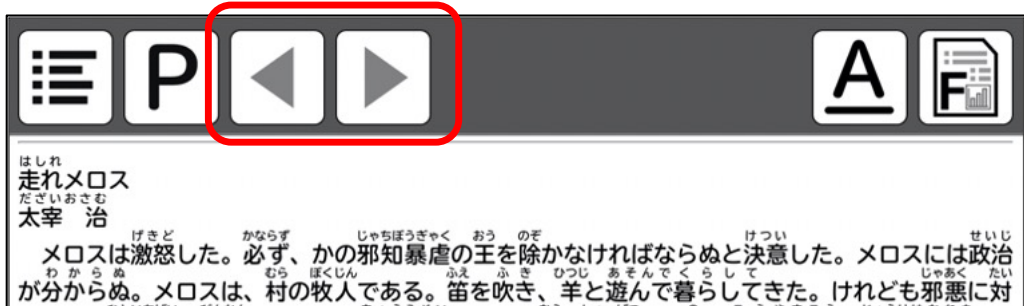 P
A
F
はしれ
走れメロス
だざいおさむ
太宰 治
げきど かならず じゃちぼうぎゃく おう のぞ けつい せいじ
メロスは激怒した。必ず、かの邪知暴虐の王を除かなければならぬと決意した。メロスには政治
わからぬ むら ぼくじん ふえ ふき ひつじ あそんでくらして じゃあく たい
が分からぬ。メロスは、村の牧人である。笛を吹き、羊と遊んで暮らしてきた。けれども邪悪に対